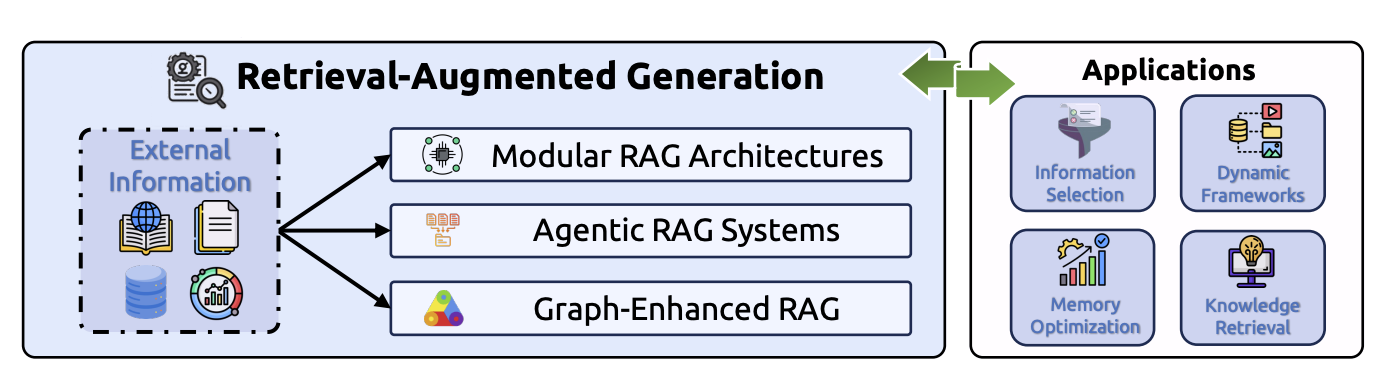 Retrieval-Augmented Generation
External
Information
Modular RAG Architectures
Agentic RAG Systems
Graph-Enhanced RAG
Applications
Information
Selection
Dynamic
Frameworks
Memory
Optimization
Knowledge
Retrieval